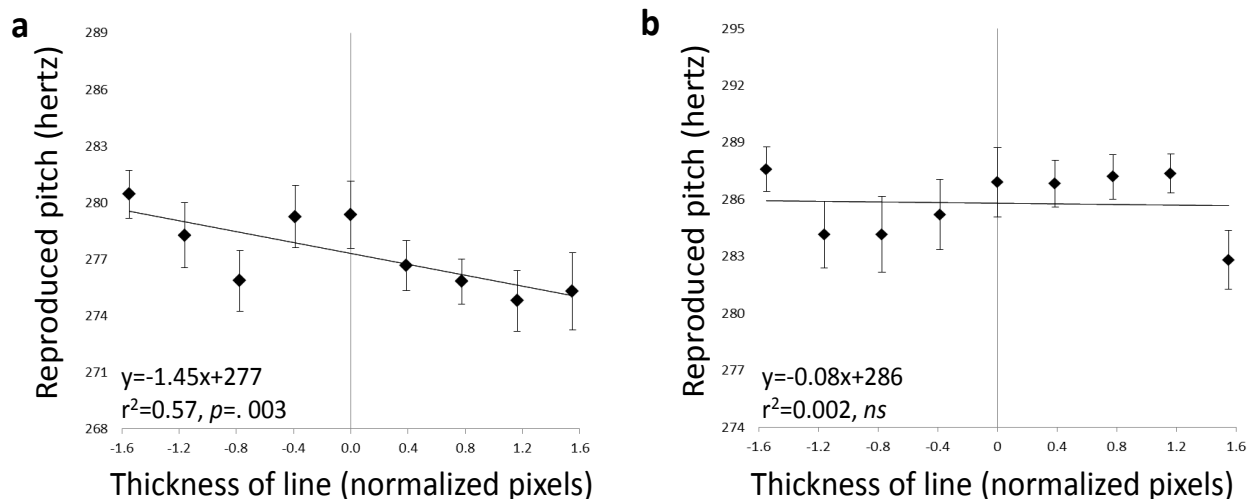 a
Reproduced pitch (hertz)
289
286
283
280
277
274
271
268
y=-1.45x+277
r²=0.57, p=. 003
-1.6 -1.2 -0.8 -0.4 0.0 0.4 0.8 1.2 1.6
Thickness of line (normalized pixels)
b
Reproduced pitch (hertz)
295
292
289
286
283
280
277
274
y=-0.08x+286
r²=0.002, ns
-1.6 -1.2 -0.8 -0.4 0 0.4 0.8 1.2 1.6
Thickness of line (normalized pixels)